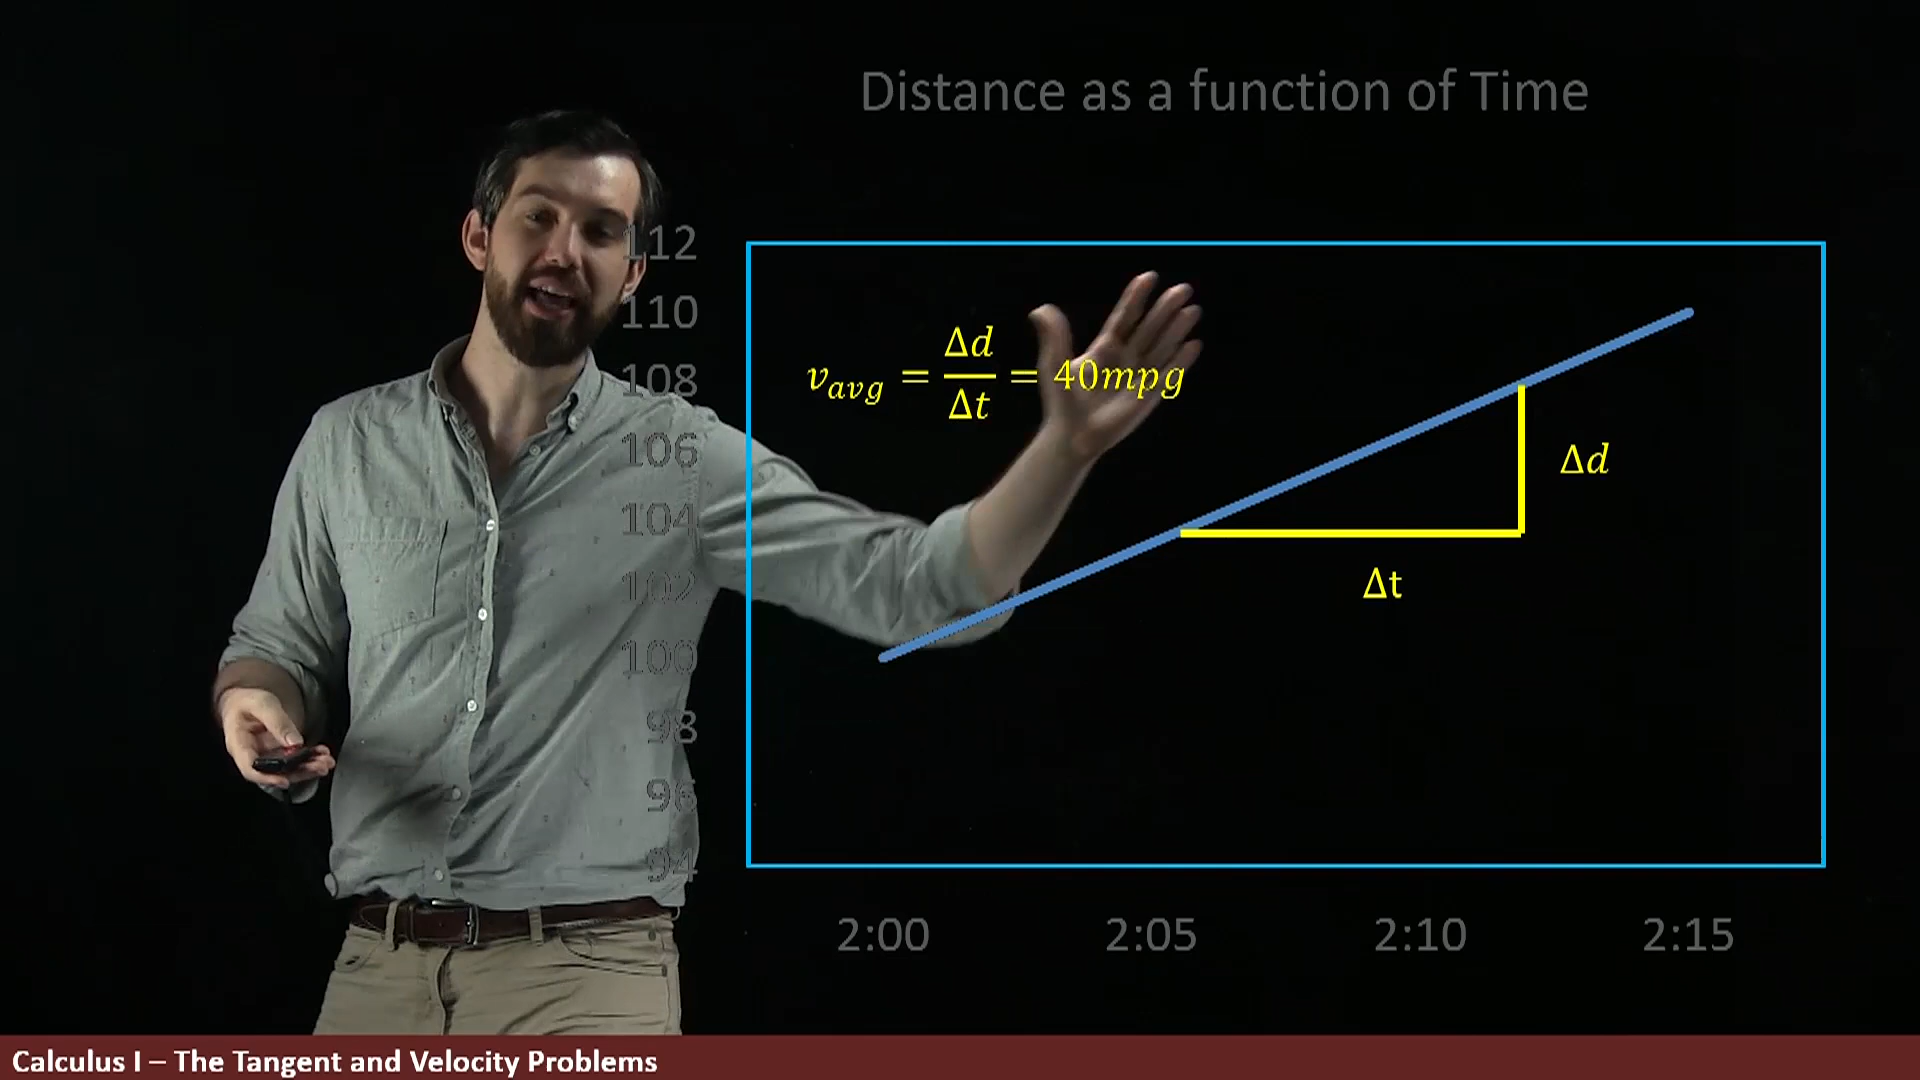 Distance as a function of Time
112
110
108
106
104
102
100
98
96
94
v_avg = Δd/Δt = 40mpg
Δd
Δt
2:00 2:05 2:10 2:15
Calculus I – The Tangent and Velocity Problems